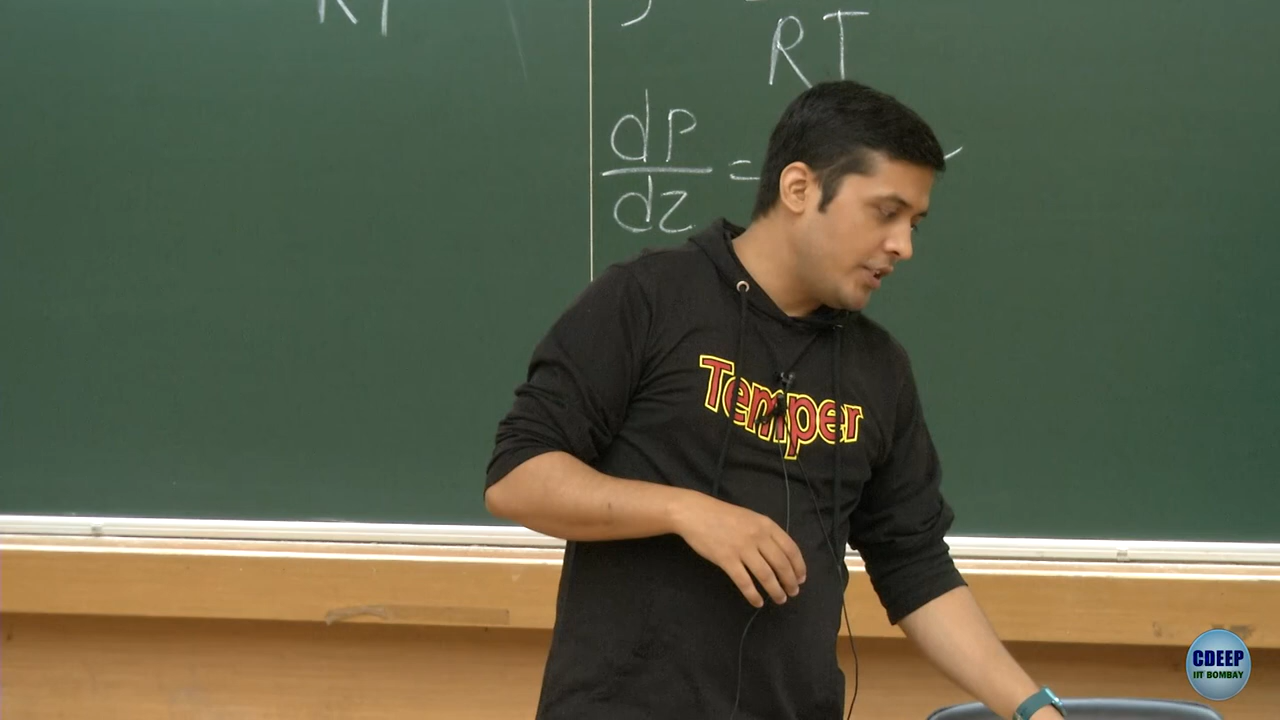 RT
RT
dP
=
dz
Temper
CDEEP
IIT BOMBAY